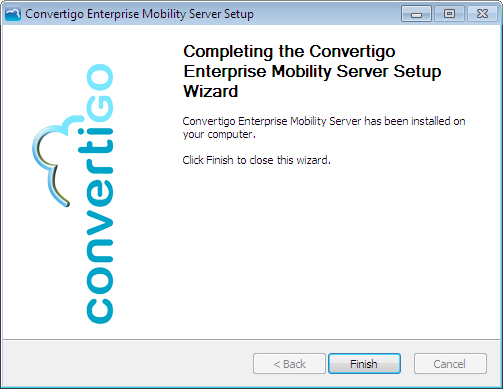 Convertigo Enterprise Mobility Server Setup
Completing the Convertigo
Enterprise Mobility Server Setup
Wizard
Convertigo Enterprise Mobility Server has been installed on
your computer.
Click Finish to close this wizard.
convertigo
< Back
Finish
Cancel